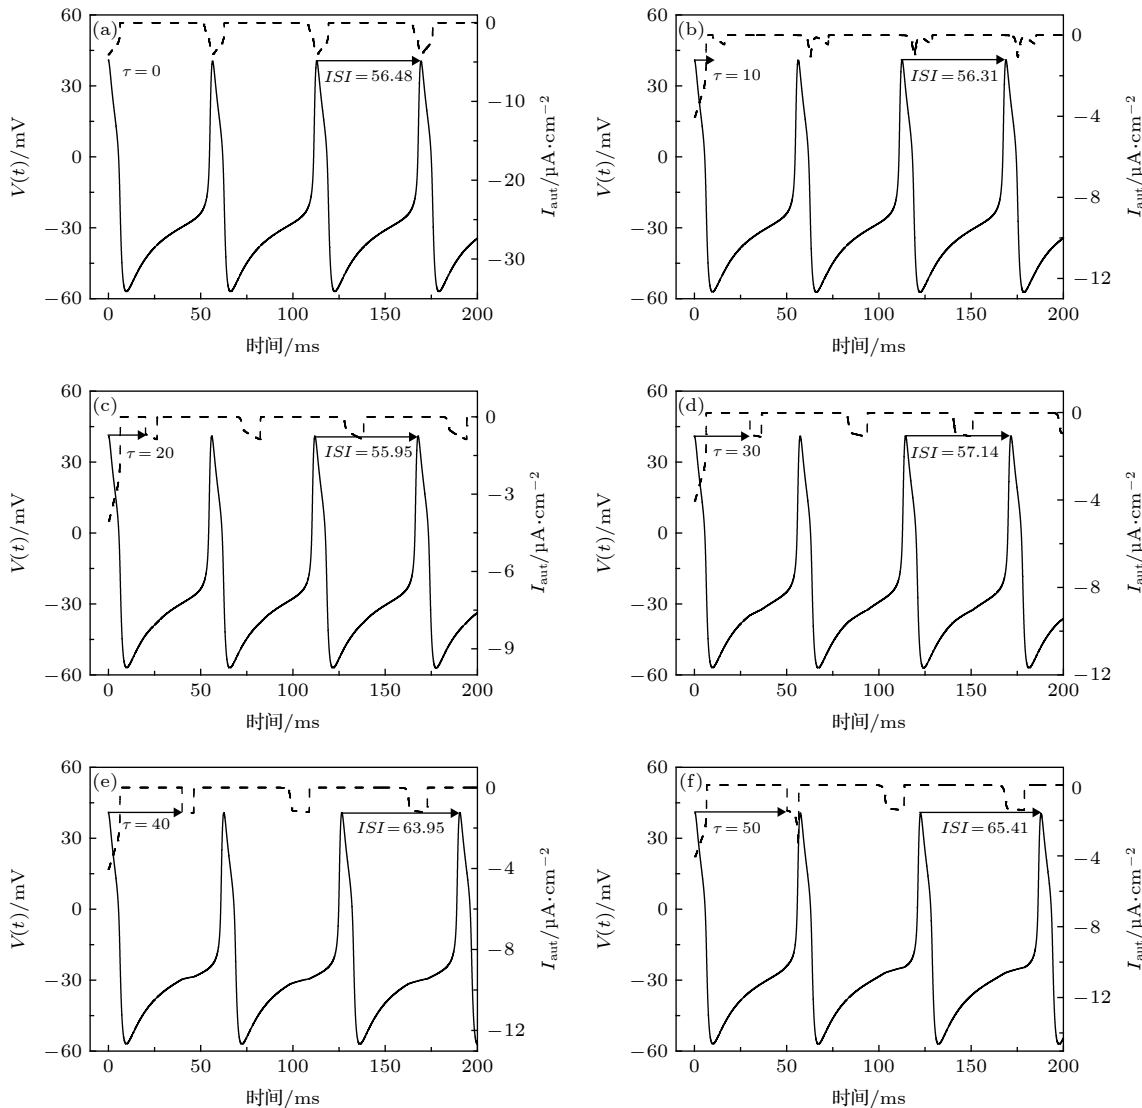 (a)
τ = 0
ISI = 56.48
60
30
0
−30
−60
V(t)/mV
0
−10
−20
−30
I_aut/μA·cm⁻²
0 50 100 150 200
时间/ms
(b)
τ = 10
ISI = 56.31
60
30
0
−30
−60
V(t)/mV
0
−4
−8
−12
I_aut/μA·cm⁻²
0 50 100 150 200
时间/ms
(c)
τ = 20
ISI = 55.95
60
30
0
−30
−60
V(t)/mV
0
−3
−6
−9
I_aut/μA·cm⁻²
0 50 100 150 200
时间/ms
(d)
τ = 30
ISI = 57.14
60
30
0
−30
−60
V(t)/mV
0
−4
−8
−12
I_aut/μA·cm⁻²
0 50 100 150 200
时间/ms
(e)
τ = 40
ISI = 63.95
60
30
0
−30
−60
V(t)/mV
0
−4
−8
−12
I_aut/μA·cm⁻²
0 50 100 150 200
时间/ms
(f)
τ = 50
ISI = 65.41
60
30
0
−30
−60
V(t)/mV
0
−4
−8
−12
I_aut/μA·cm⁻²
0 50 100 150 200
时间/ms